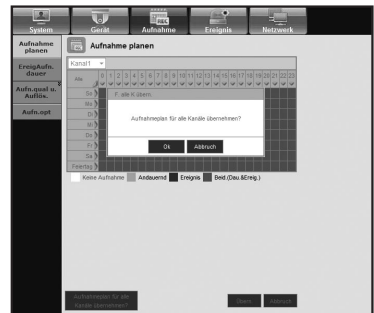 System Gerät Aufnahme Ereignis Netzwerk
Aufnahme planen
Aufnahme planen
EreigAufn. dauer
Aufn.qual u. Auflös.
Aufn.opt
Kanal1
Alle 0 1 2 3 4 5 6 7 8 9 10 11 12 13 14 15 16 17 18 19 20 21 22 23
So
Mo
Di
Mi
Do
Fr
Sa
Feiertag
F. alle K übern.
Aufnahmeplan für alle Kanäle übernehmen?
Ok Abbruch
Keine Aufnahme Andauernd Ereignis Beid.(Dau.&Ereig.)
Aufnahmeplan für alle Kanäle übernehmen?
Übern Abbruch